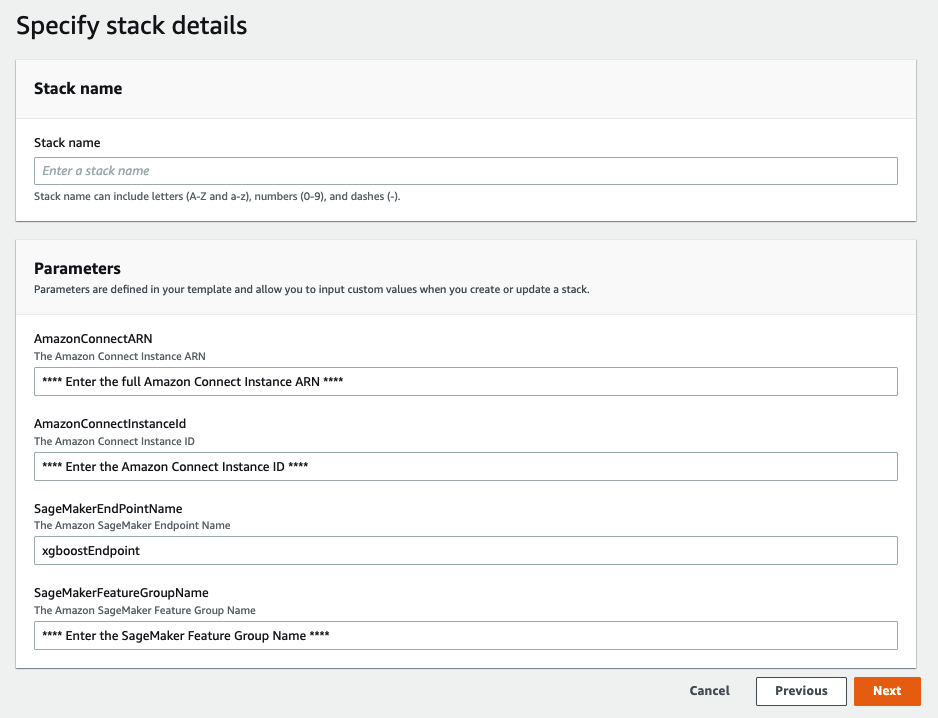 Specify stack details
Stack name
Stack name
Enter a stack name
Stack name can include letters (A-Z and a-z), numbers (0-9), and dashes (-).
Parameters
Parameters are defined in your template and allow you to input custom values when you create or update a stack.
AmazonConnectARN
The Amazon Connect Instance ARN
**** Enter the full Amazon Connect Instance ARN ****
AmazonConnectInstanceId
The Amazon Connect Instance ID
**** Enter the Amazon Connect Instance ID ****
SageMakerEndPointName
The Amazon SageMaker Endpoint Name
xgboostEndpoint
SageMakerFeatureGroupName
The Amazon SageMaker Feature Group Name
**** Enter the SageMaker Feature Group Name ****
Cancel Previous Next